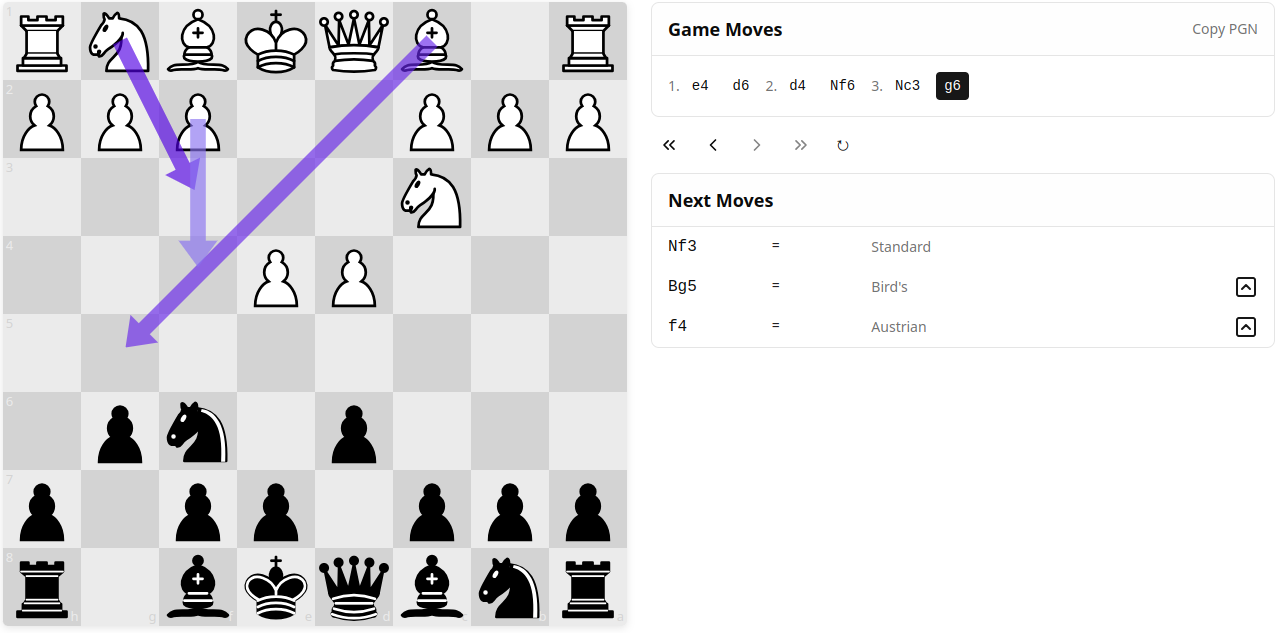 1
2
3
4
5
6
7
8
h
g
f
e
d
c
b
a
Game Moves
Copy PGN
1. e4 d6 2. d4 Nf6 3. Nc3 g6
Next Moves
Nf3 = Standard
Bg5 = Bird's
f4 = Austrian